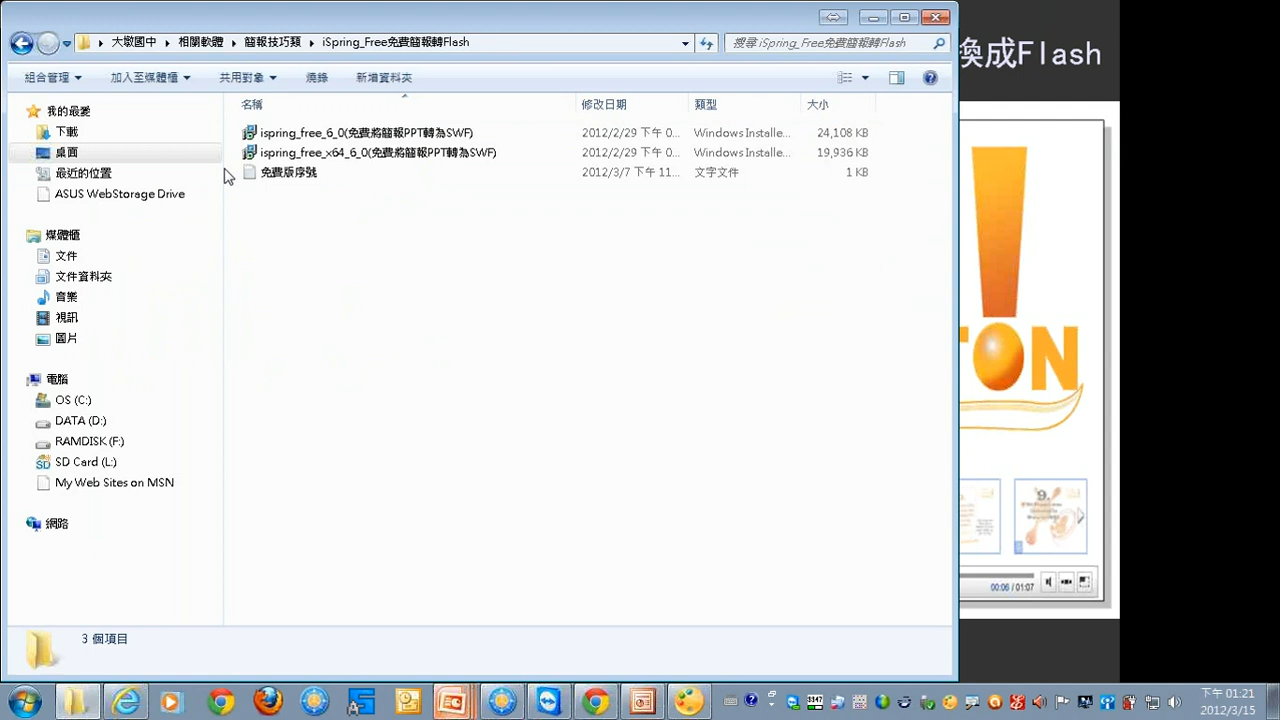 大墩國中 ▸ 相關軟體 ▸ 簡報技巧類 ▸ iSpring_Free免費簡報轉Flash
搜尋 iSpring_Free免費簡報轉Flash
換成Flash
組合管理 加入至媒體櫃 共用對象 燒錄 新增資料夾
名稱 修改日期 類型 大小
ispring_free_6_0(免費將簡報PPT轉為SWF) 2012/2/29 下午 0... Windows Installe... 24,108 KB
ispring_free_x64_6_0(免費將簡報PPT轉為SWF) 2012/2/29 下午 0... Windows Installe... 19,936 KB
免費版序號 2012/3/7 下午 11... 文字文件 1 KB
我的最愛
下載
桌面
最近的位置
ASUS WebStorage Drive
媒體櫃
文件
文件資料夾
音樂
視訊
圖片
電腦
OS (C:)
DATA (D:)
RAMDISK (F:)
SD Card (L:)
My Web Sites on MSN
網路
TON
9.
00:06 / 01:07
3 個項目
下午 01:21
2012/3/15